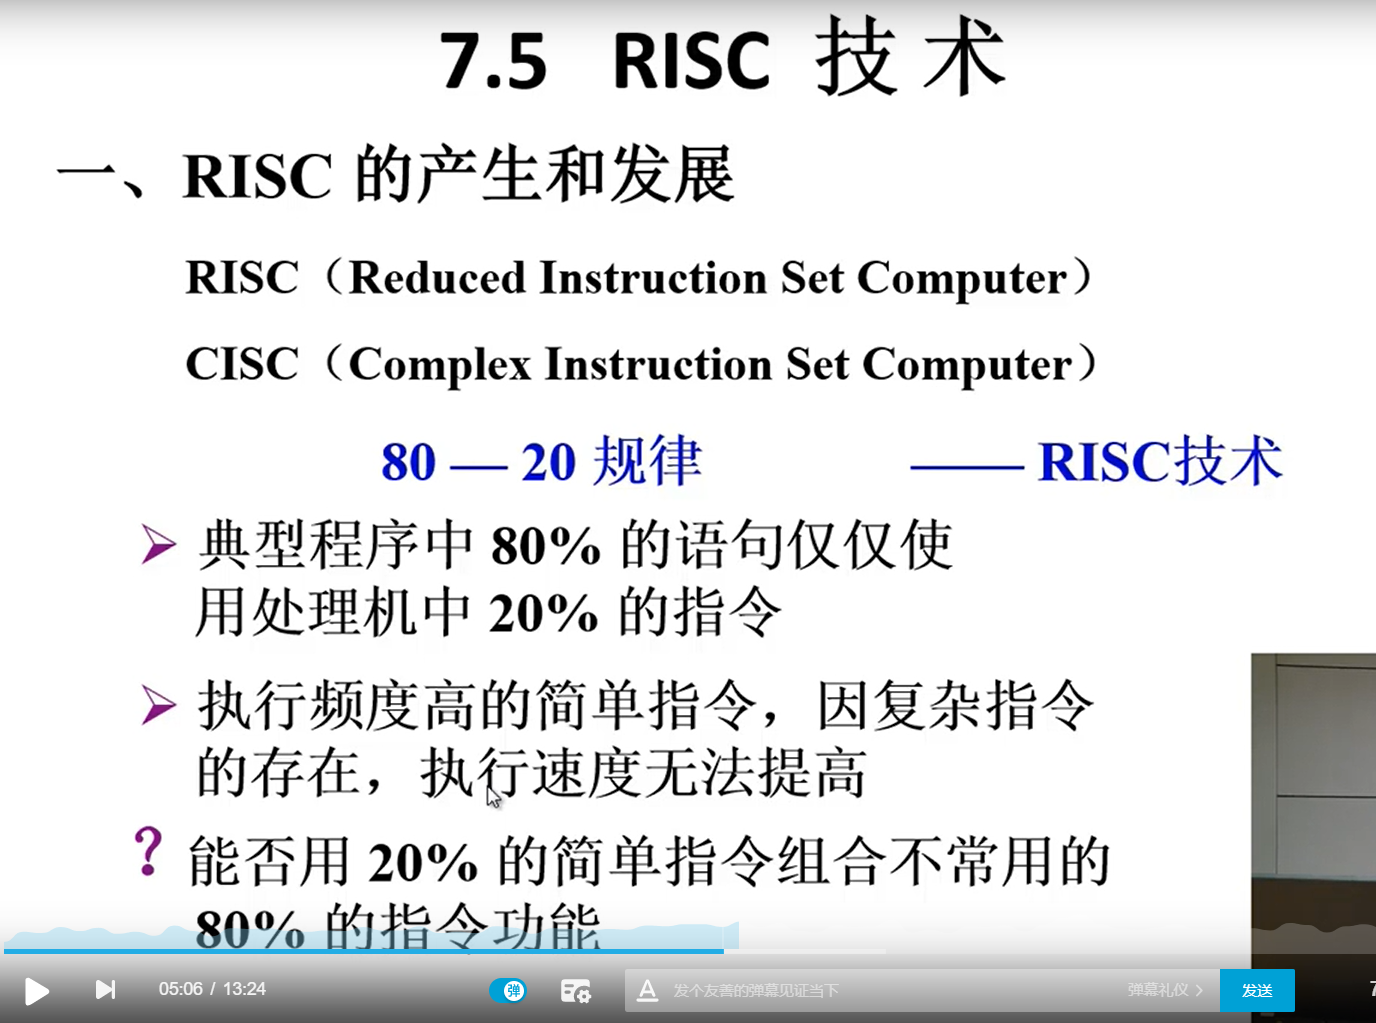 7.5 RISC 技 术
一、RISC 的产生和发展
RISC（Reduced Instruction Set Computer）
CISC（Complex Instruction Set Computer）
80 — 20 规律 —— RISC技术
典型程序中 80% 的语句仅仅使
用处理机中 20% 的指令
执行频度高的简单指令，因复杂指令
的存在，执行速度无法提高
? 能否用 20% 的简单指令组合不常用的
80% 的指令功能
05:06 / 13:24 弹 A 发个友善的弹幕见证当下 弹幕礼仪 > 发送